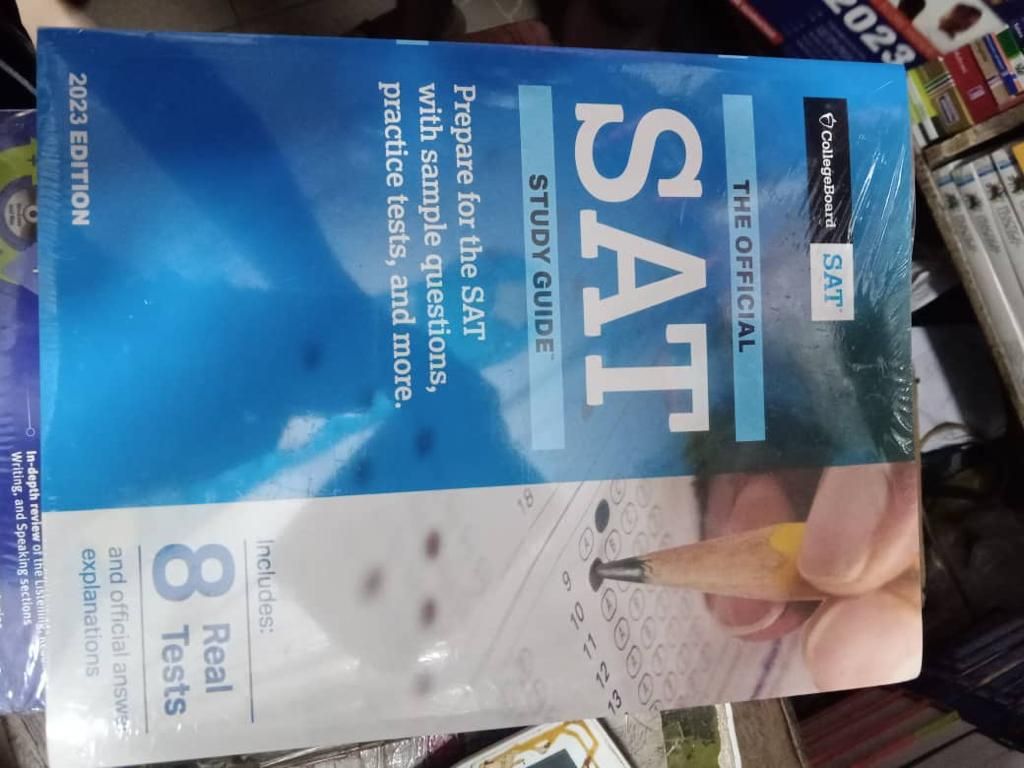 CollegeBoard
SAT
THE OFFICIAL
SAT
STUDY GUIDE™
Prepare for the SAT
with sample questions,
practice tests, and more.
2023 EDITION
Includes:
8 Real
Tests
and official answer
explanations
18
9
10
11
12
13
2023
In-depth review of the Listening,
Writing, and Speaking sections